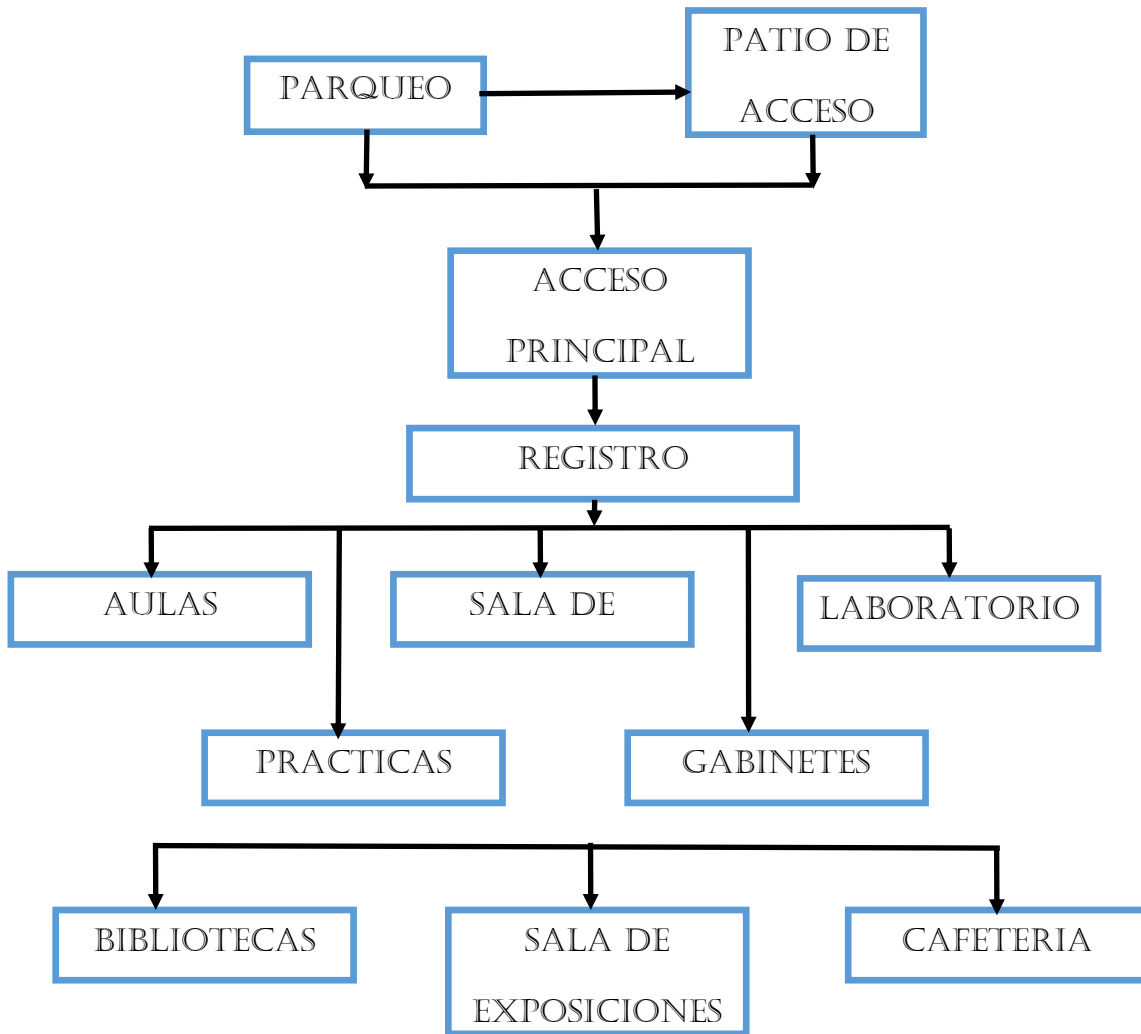 PARQUEO
PATIO DE
ACCESO
ACCESO
PRINCIPAL
REGISTRO
AULAS
SALA DE
LABORATORIO
PRACTICAS
GABINETES
BIBLIOTECAS
SALA DE
EXPOSICIONES
CAFETERIA